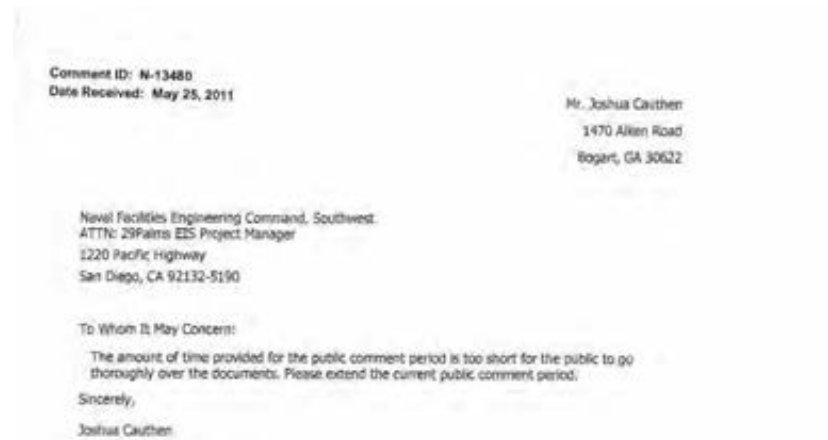 Comment ID: N-13480
Date Received: May 25, 2011
Mr. Joshua Cauthen
1470 Aiken Road
Bogart, GA 30622
Naval Facilities Engineering Command, Southwest
ATTN: 29Palms EIS Project Manager
1220 Pacific Highway
San Diego, CA 92132-5190
To Whom It May Concern:
The amount of time provided for the public comment period is too short for the public to go
thoroughly over the documents. Please extend the current public comment period.
Sincerely,
Joshua Cauthen